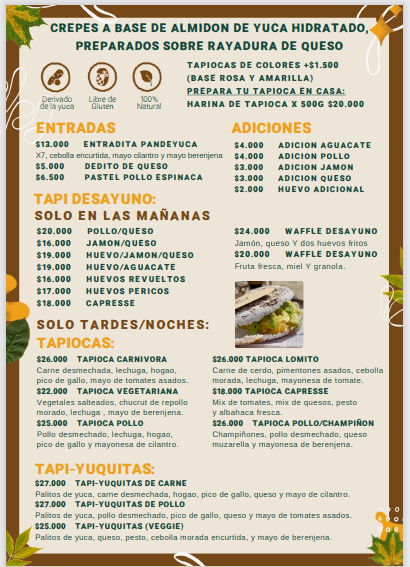 CREPES A BASE DE ALMIDON DE YUCA HIDRATADO,
PREPARADOS SOBRE RAYADURA DE QUESO
Derivado de la yuca
Libre de Gluten
100% Natural
TAPIOCAS DE COLORES +$1.500
(BASE ROSA Y AMARILLA)
PREPARA TU TAPIOCA EN CASA:
HARINA DE TAPIOCA X 500G $20.000
ENTRADAS
$13.000 ENTRADITA PANDEYUCA
X7, cebolla encurtida, mayo cilantro y mayo berenjena
$5.000 DEDITO DE QUESO
$6.500 PASTEL POLLO ESPINACA
ADICIONES
$4.000 ADICION AGUACATE
$4.000 ADICION POLLO
$3.000 ADICION JAMON
$3.000 ADICION QUESO
$2.000 HUEVO ADICIONAL
TAPI DESAYUNO:
SOLO EN LAS MAÑANAS
$20.000 POLLO/QUESO
$16.000 JAMON/QUESO
$19.000 HUEVO/JAMON/QUESO
$19.000 HUEVO/AGUACATE
$16.000 HUEVOS REVUELTOS
$17.000 HUEVOS PERICOS
$18.000 CAPRESSE
$24.000 WAFFLE DESAYUNO
Jamón, queso Y dos huevos fritos
$20.000 WAFFLE DESAYUNO
Fruta fresca, miel Y granola.
SOLO TARDES/NOCHES:
TAPIOCAS:
$26.000 TAPIOCA CARNIVORA
Carne desmechada, lechuga, hogao,
pico de gallo, mayo de tomates asados.
$22.000 TAPIOCA VEGETARIANA
Vegetales salteados, chucrut de repollo
morado, lechuga , mayo de berenjena.
$25.000 TAPIOCA POLLO
Pollo desmechado, lechuga, hogao,
pico de gallo y mayonesa de cilantro.
$26.000 TAPIOCA LOMITO
Carne de cerdo, pimentones asados, cebolla
morada, lechuga, mayonesa de tomate.
$18.000 TAPIOCA CAPRESSE
Mix de tomates, mix de quesos, pesto
y albahaca fresca.
$26.000 TAPIOCA POLLO/CHAMPIÑON
Champiñones, pollo desmechado, queso
muzarella y mayonesa de berenjena.
TAPI-YUQUITAS:
$27.000 TAPI-YUQUITAS DE CARNE
Palitos de yuca, carne desmechada, hogao, pico de gallo, queso y mayo de cilantro.
$27.000 TAPI-YUQUITAS DE POLLO
Palitos de yuca, pollo desmechado, pico de gallo, queso y mayo de tomates asados.
$25.000 TAPI-YUQUITAS (VEGGIE)
Palitos de yuca, queso, pesto, cebolla morada encurtida, y mayo de berenjena.